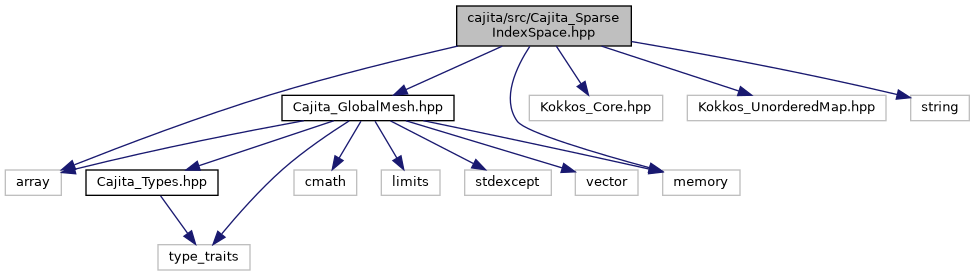 cajita/src/Cajita_Sparse
IndexSpace.hpp
Cajita_GlobalMesh.hpp
Kokkos_Core.hpp
Kokkos_UnorderedMap.hpp
string
array
Cajita_Types.hpp
cmath
limits
stdexcept
vector
memory
type_traits